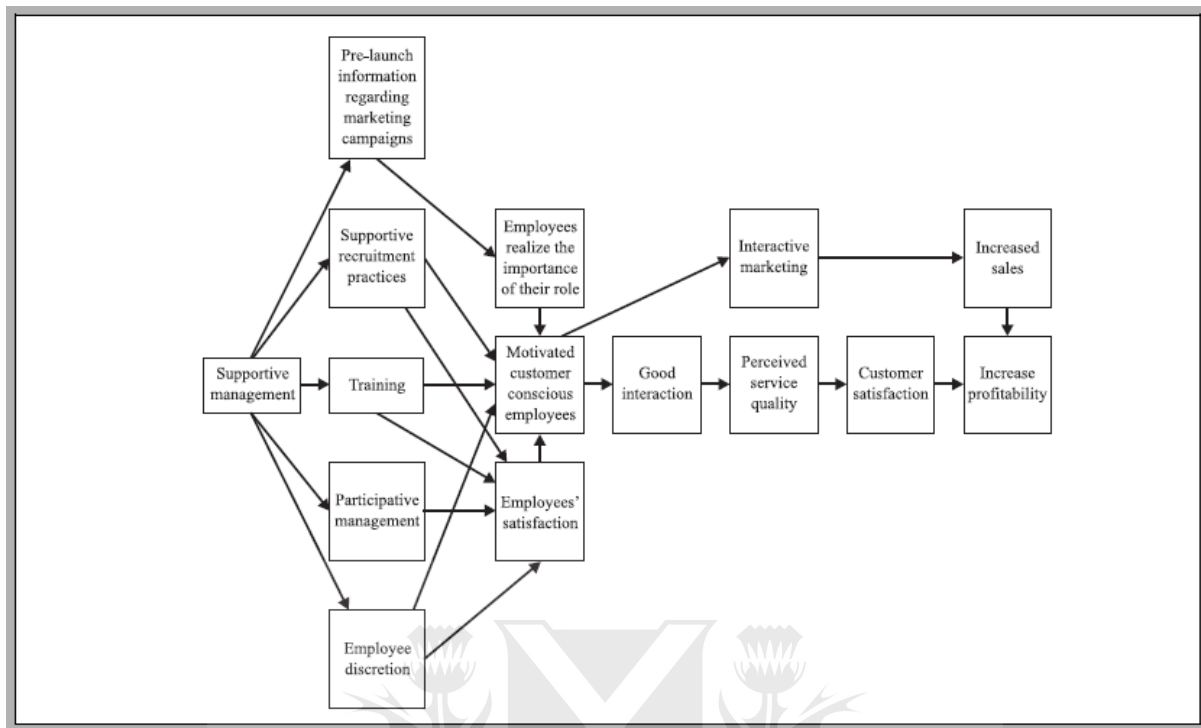 Pre-launch
information
regarding
marketing
campaigns
Supportive
recruitment
practices
Employees
realize the
importance
of their role
Interactive
marketing
Increased
sales
Supportive
management
Training
Motivated
customer
conscious
employees
Good
interaction
Perceived
service
quality
Customer
satisfaction
Increase
profitability
Participative
management
Employees’
satisfaction
Employee
discretion